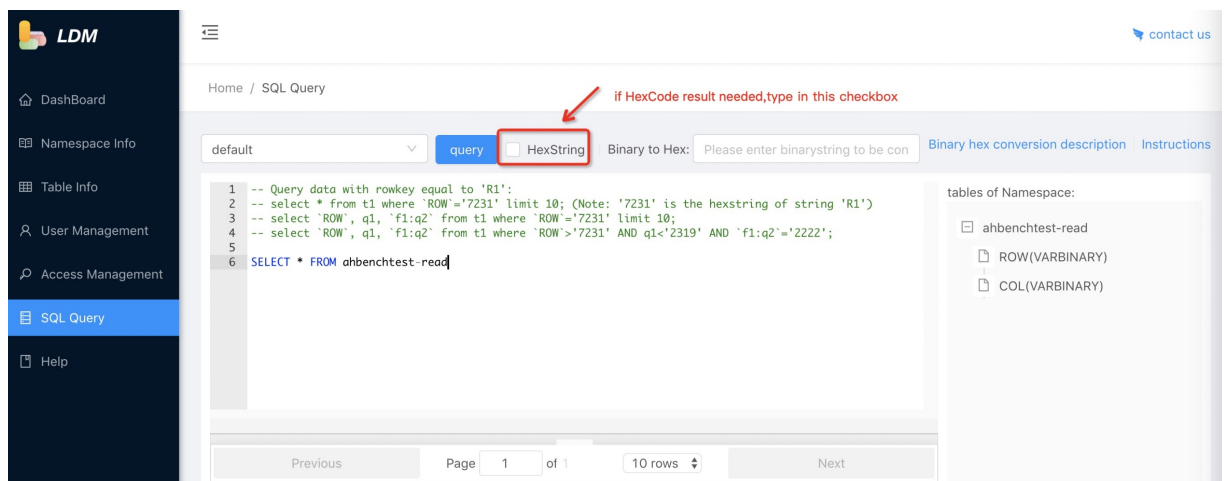 LDM
contact us
DashBoard
Home / SQL Query
if HexCode result needed,type in this checkbox
Namespace Info
default
query
HexString
Binary to Hex:
Please enter binarystring to be con
Binary hex conversion description
Instructions
Table Info
User Management
Access Management
SQL Query
Help
1 -- Query data with rowkey equal to 'R1':
2 -- select * from t1 where `ROW`='7231' limit 10; (Note: '7231' is the hexstring of string 'R1')
3 -- select `ROW`, q1, `f1:q2` from t1 where `ROW`='7231' limit 10;
4 -- select `ROW`, q1, `f1:q2` from t1 where `ROW`>'7231' AND q1<'2319' AND `f1:q2`='2222';
5
6 SELECT * FROM ahbenchtest-read
tables of Namespace:
ahbenchtest-read
ROW(VARBINARY)
COL(VARBINARY)
Previous
Page 1 of 1
10 rows
Next